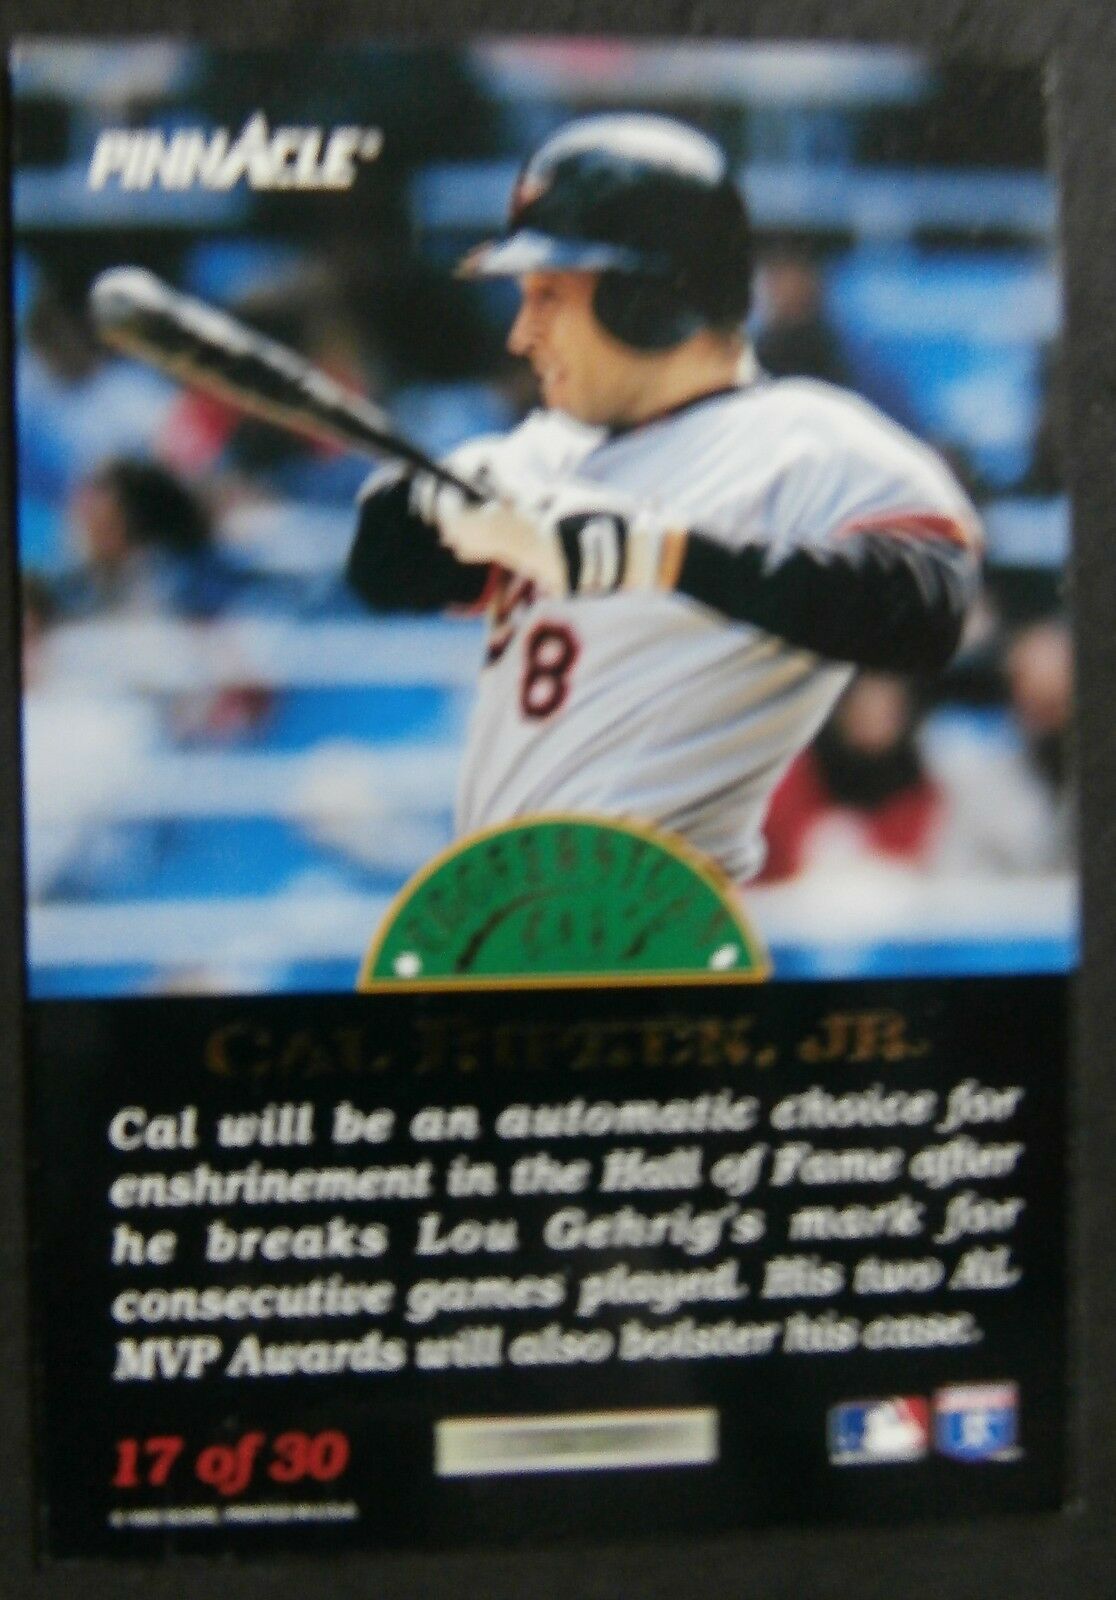 PINNACLE
8
COOPERSTOWN
CARD
CAL RIPKEN, JR.
Cal will be an automatic choice for
enshrinement in the Hall of Fame after
he breaks Lou Gehrig's mark for
consecutive games played. His two AL
MVP Awards will also bolster his case.
17 of 30